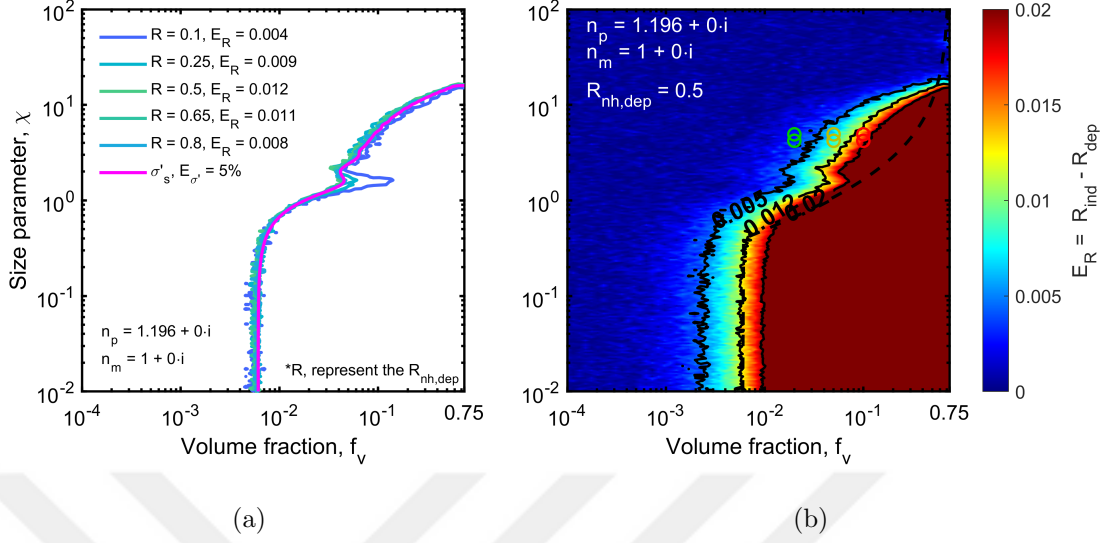 10^2
10^1
10^0
10^-1
10^-2
Size parameter, χ
R = 0.1, E_R = 0.004
R = 0.25, E_R = 0.009
R = 0.5, E_R = 0.012
R = 0.65, E_R = 0.011
R = 0.8, E_R = 0.008
σ'_s, E_σ' = 5%
n_p = 1.196 + 0·i
n_m = 1 + 0·i
*R, represent the R_nh,dep
10^-4 10^-3 10^-2 10^-1 0.75
Volume fraction, f_v
(a)
10^2
10^1
10^0
10^-1
10^-2
n_p = 1.196 + 0·i
n_m = 1 + 0·i
R_nh,dep = 0.5
0.005
0.012
0.02
10^-4 10^-3 10^-2 10^-1 0.75
Volume fraction, f_v
0.02
0.015
0.01
0.005
0
E_R = R_ind - R_dep
(b)